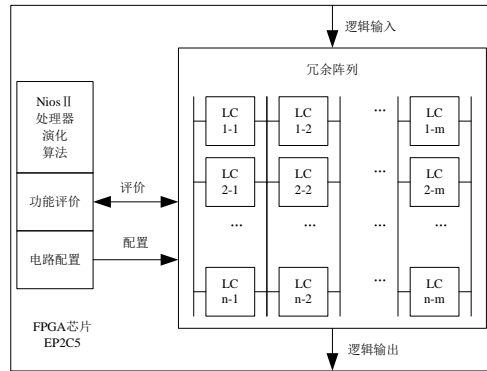 逻辑输入
冗余阵列
NiosⅡ
处理器
演化
算法
功能评价
电路配置
评价
配置
LC
1-1
LC
1-2
...
LC
1-m
LC
2-1
LC
2-2
...
LC
2-m
...
...
...
...
LC
n-1
LC
n-2
...
LC
n-m
FPGA芯片
EP2C5
逻辑输出